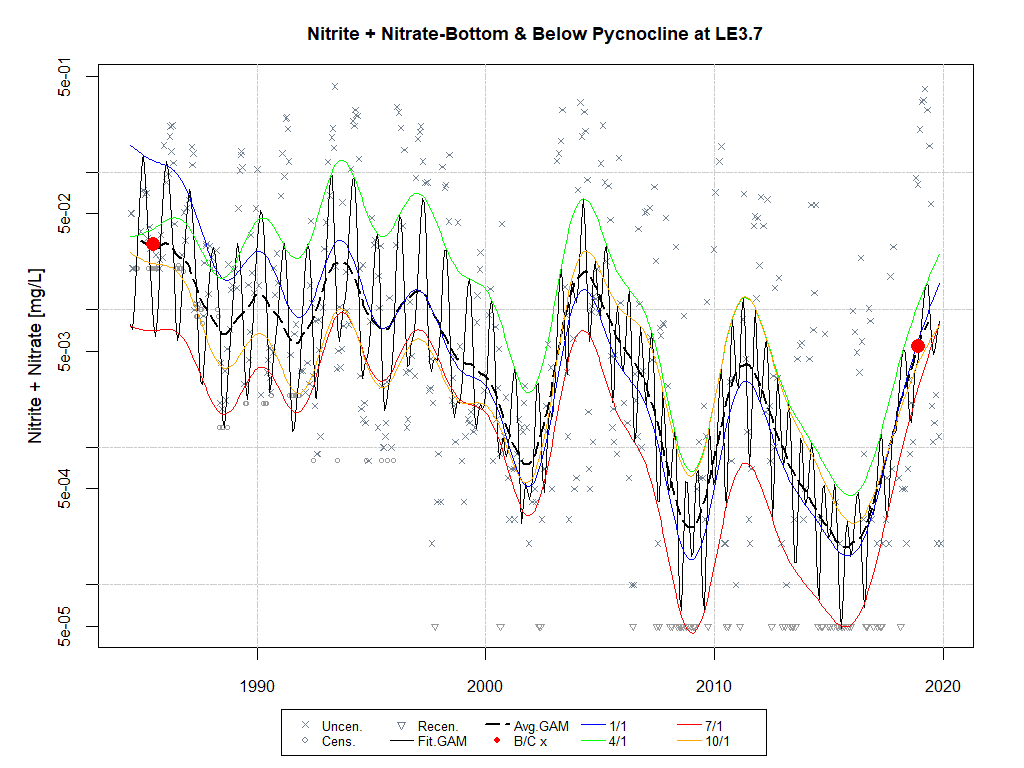 Nitrite + Nitrate-Bottom & Below Pycnocline at LE3.7
Nitrite + Nitrate [mg/L]
5e-01
5e-02
5e-03
5e-04
5e-05
1990 2000 2010 2020
Uncen. Recen. Avg.GAM 1/1 7/1
Cens. Fit.GAM B/C x 4/1 10/1